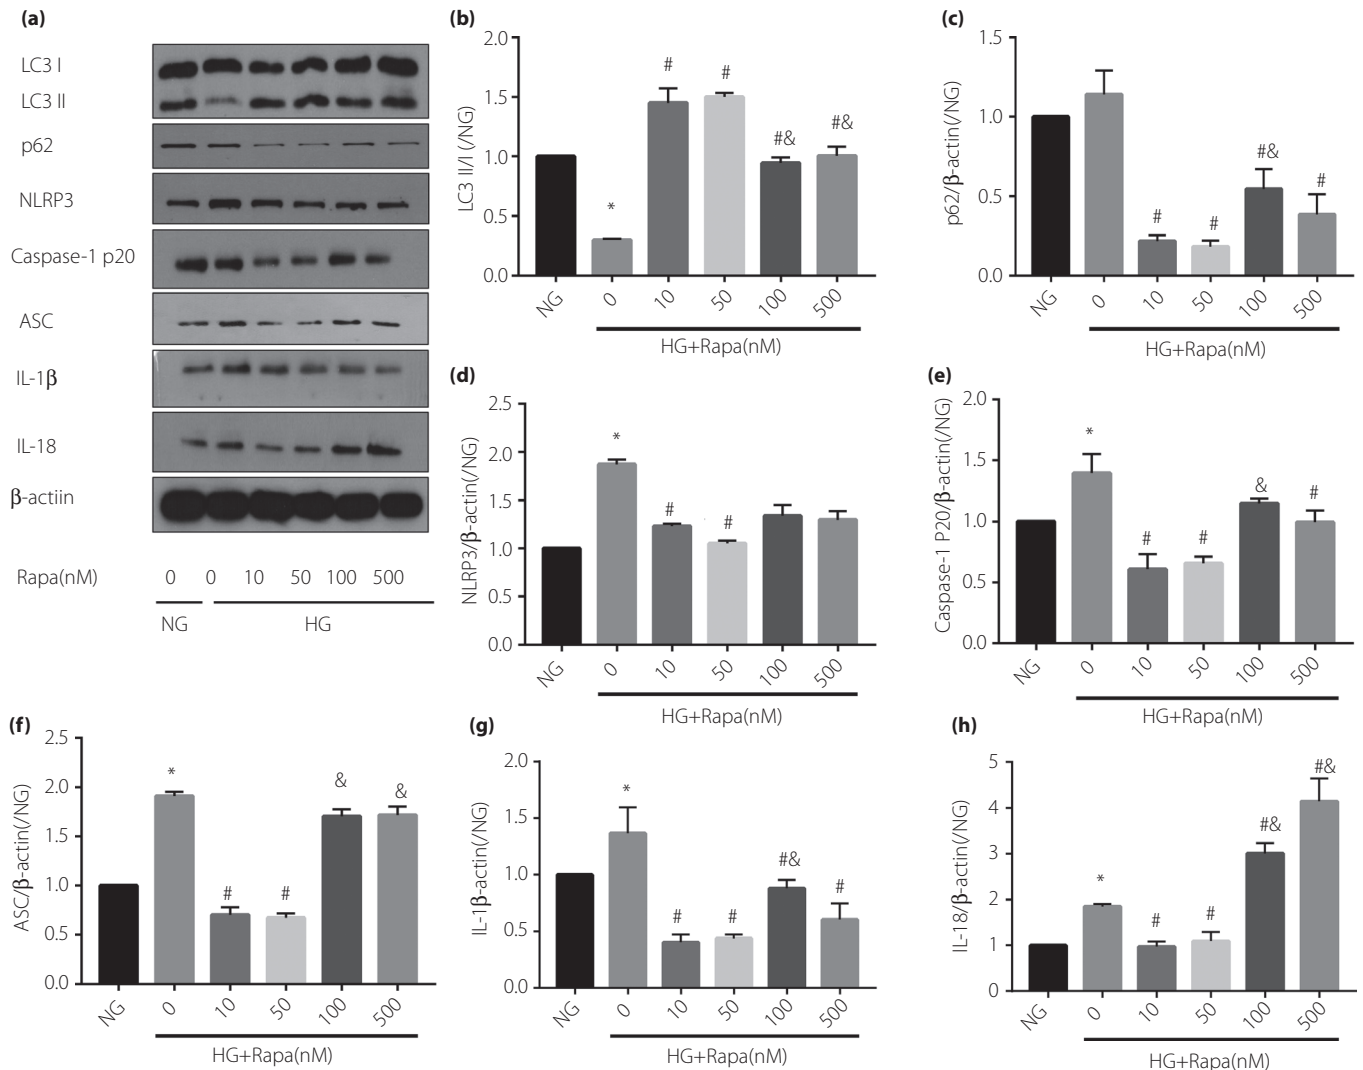 (a)
LC3 I
LC3 II
p62
NLRP3
Caspase-1 p20
ASC
IL-1β
IL-18
β-actiin
Rapa(nM) 0 0 10 50 100 500
NG HG
(b)
LC3 II/I (/NG)
2.0
1.5
1.0
0.5
0.0
* # # #& #&
NG 0 10 50 100 500
HG+Rapa(nM)
(c)
p62/β-actin(/NG)
1.5
1.0
0.5
0.0
# # #& #
NG 0 10 50 100 500
HG+Rapa(nM)
(d)
NLRP3/β-actin(/NG)
2.5
2.0
1.5
1.0
0.5
0.0
* # #
NG 0 10 50 100 500
HG+Rapa(nM)
(e)
Caspase-1 P20/β-actin(/NG)
2.0
1.5
1.0
0.5
0.0
* # # & #
NG 0 10 50 100 500
HG+Rapa(nM)
(f)
ASC/β-actin(/NG)
2.5
2.0
1.5
1.0
0.5
0.0
* # # & &
NG 0 10 50 100 500
HG+Rapa(nM)
(g)
IL-1β-actin(/NG)
2.0
1.5
1.0
0.5
0.0
* # # #& #
NG 0 10 50 100 500
HG+Rapa(nM)
(h)
IL-18/β-actin(/NG)
5
4
3
2
1
0
* # # #& #&
NG 0 10 50 100 500
HG+Rapa(nM)